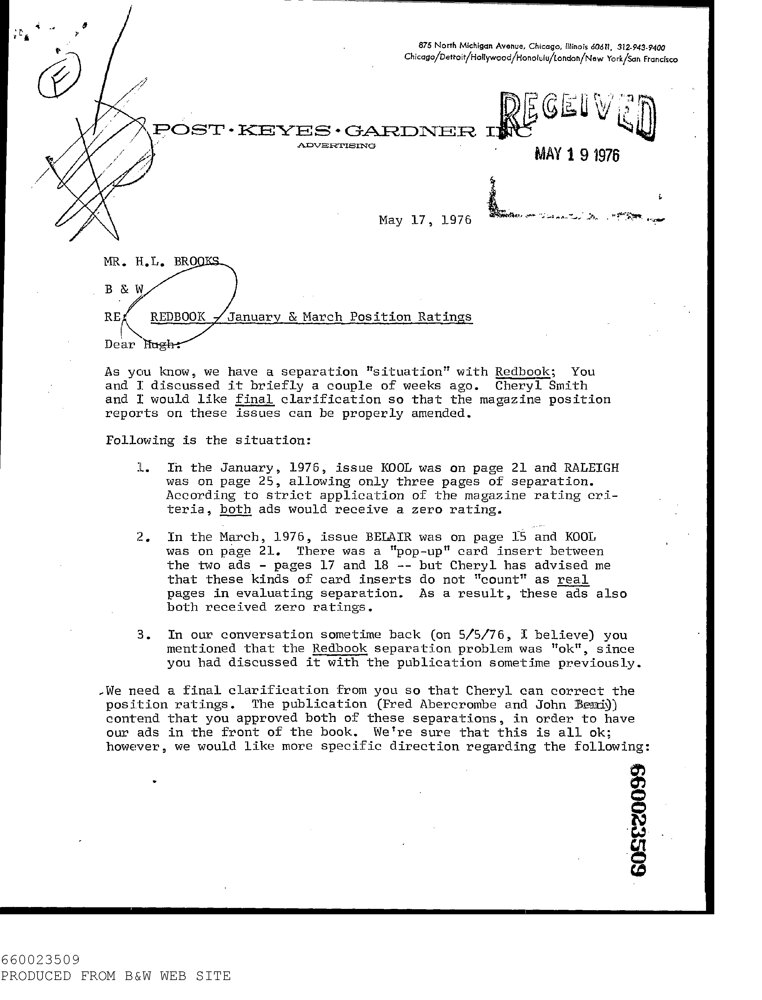 875 North Michigan Avenue, Chicago, Illinois 60611, 312-943-9400
Chicago/Detroit/Hollywood/Honolulu/London/New York/San Francisco
F
POST·KEYES·GARDNER INC
ADVERTISING
RECEIVED
MAY 19 1976
May 17, 1976
MR. H.L. BROOKS
B & W
RE: REDBOOK - January & March Position Ratings
Dear Hugh:
As you know, we have a separation "situation" with Redbook; You
and I discussed it briefly a couple of weeks ago. Cheryl Smith
and I would like final clarification so that the magazine position
reports on these issues can be properly amended.
Following is the situation:
1. In the January, 1976, issue KOOL was on page 21 and RALEIGH
was on page 25, allowing only three pages of separation.
According to strict application of the magazine rating cri-
teria, both ads would receive a zero rating.
2. In the March, 1976, issue BELAIR was on page 15 and KOOL
was on page 21. There was a "pop-up" card insert between
the two ads - pages 17 and 18 -- but Cheryl has advised me
that these kinds of card inserts do not "count" as real
pages in evaluating separation. As a result, these ads also
both received zero ratings.
3. In our conversation sometime back (on 5/5/76, I believe) you
mentioned that the Redbook separation problem was "ok", since
you had discussed it with the publication sometime previously.
We need a final clarification from you so that Cheryl can correct the
position ratings. The publication (Fred Abercrombe and John
contend that you approved both of these separations, in order to have
our ads in the front of the book. We're sure that this is all ok;
however, we would like more specific direction regarding the following:
660023509
660023509
PRODUCED FROM B&W WEB SITE